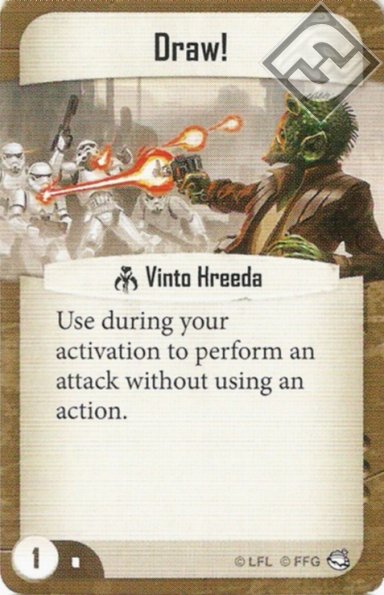 Draw!
Vinto Hreeda
Use during your
activation to perform an
attack without using an
action.
1
© LFL © FFG